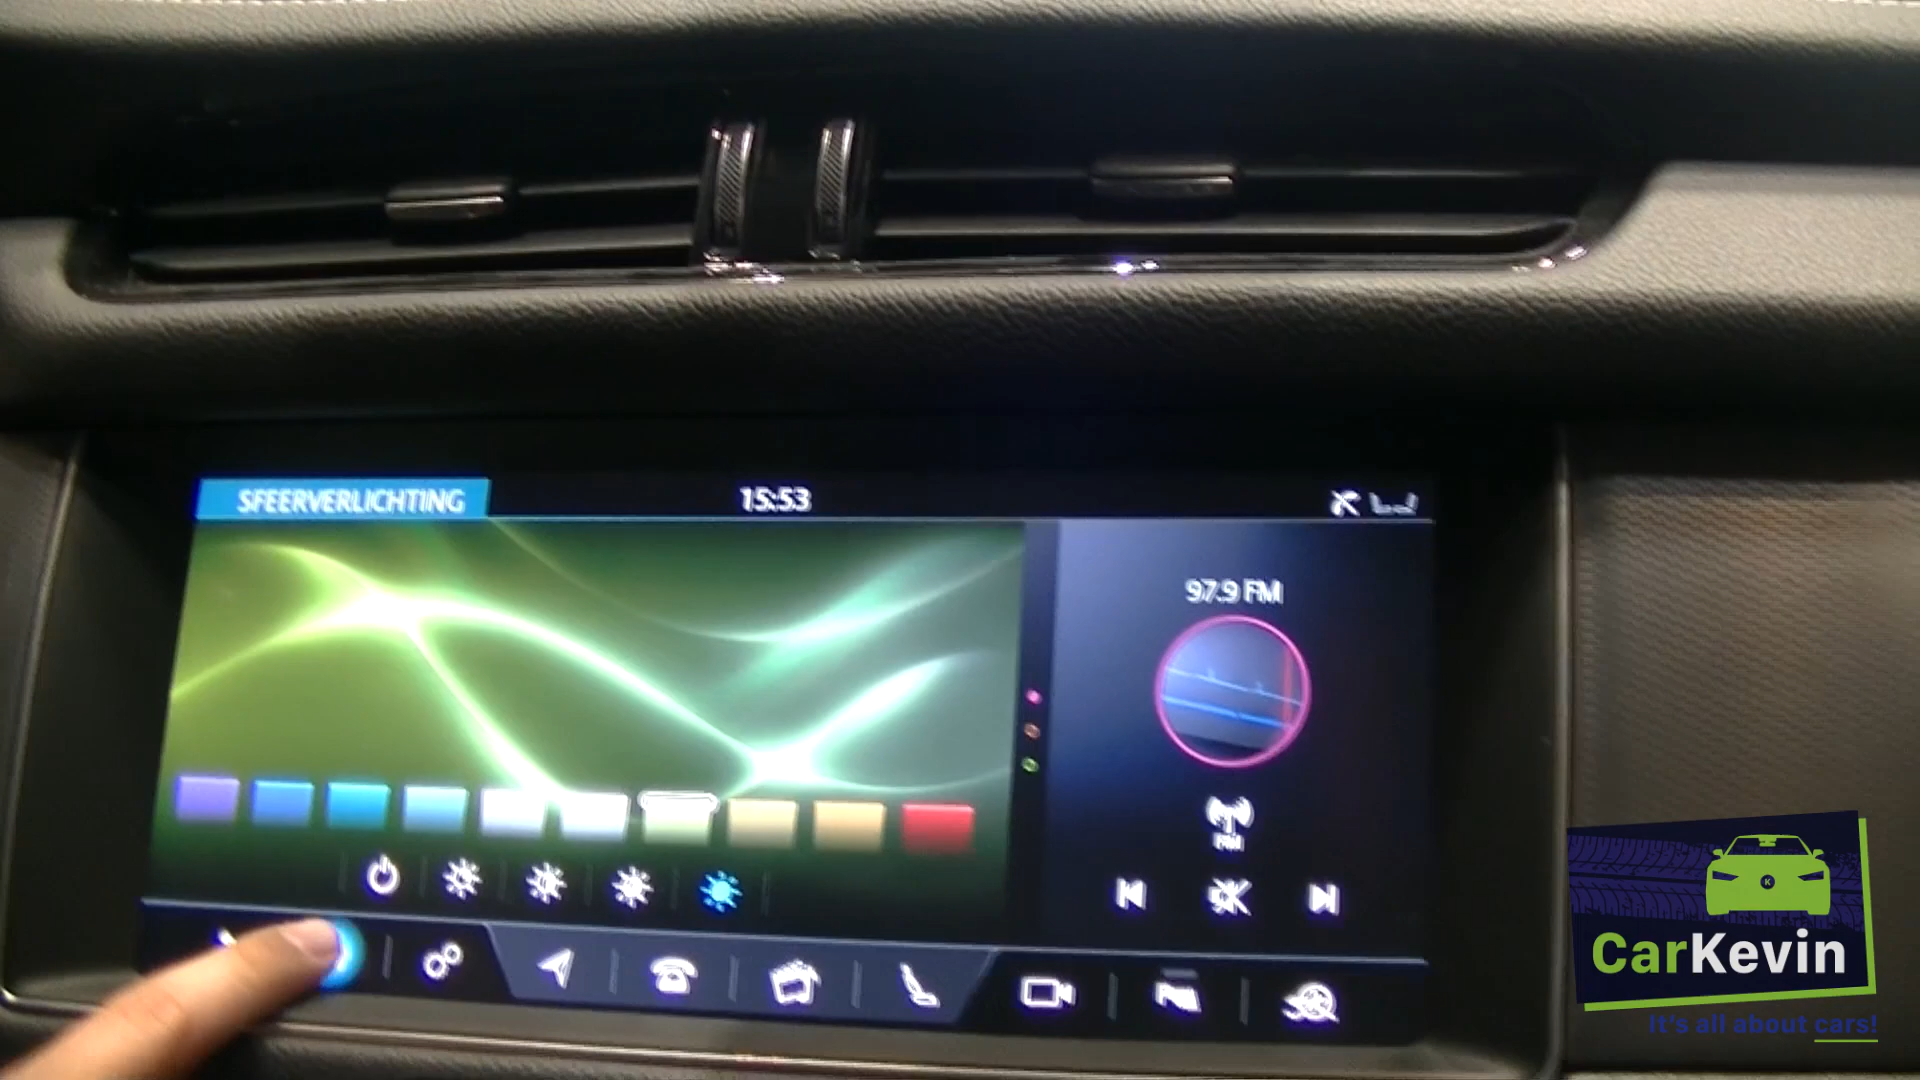 SFEERVERLICHTING
15:53
97.9 FM
FM
CarKevin
It's all about cars!